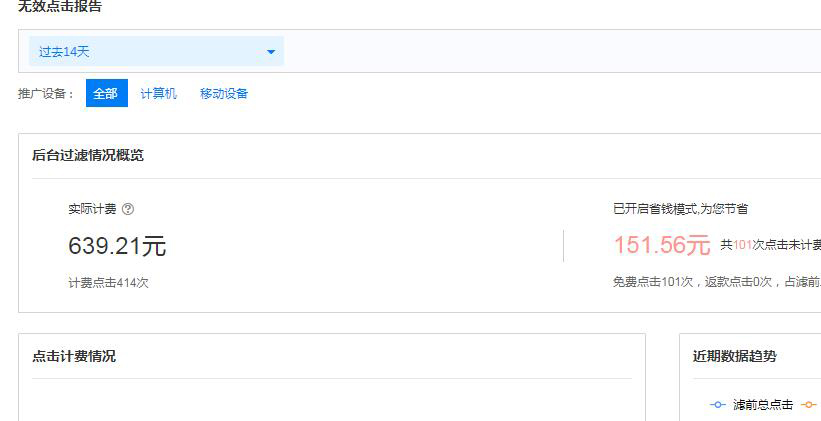 无效点击报告
过去14天
推广设备： 全部 计算机 移动设备
后台过滤情况概览
实际计费 ?
639.21元
计费点击414次
已开启省钱模式,为您节省
151.56元 共101次点击未计费
免费点击101次，返款点击0次，占滤前
点击计费情况
近期数据趋势
滤前总点击